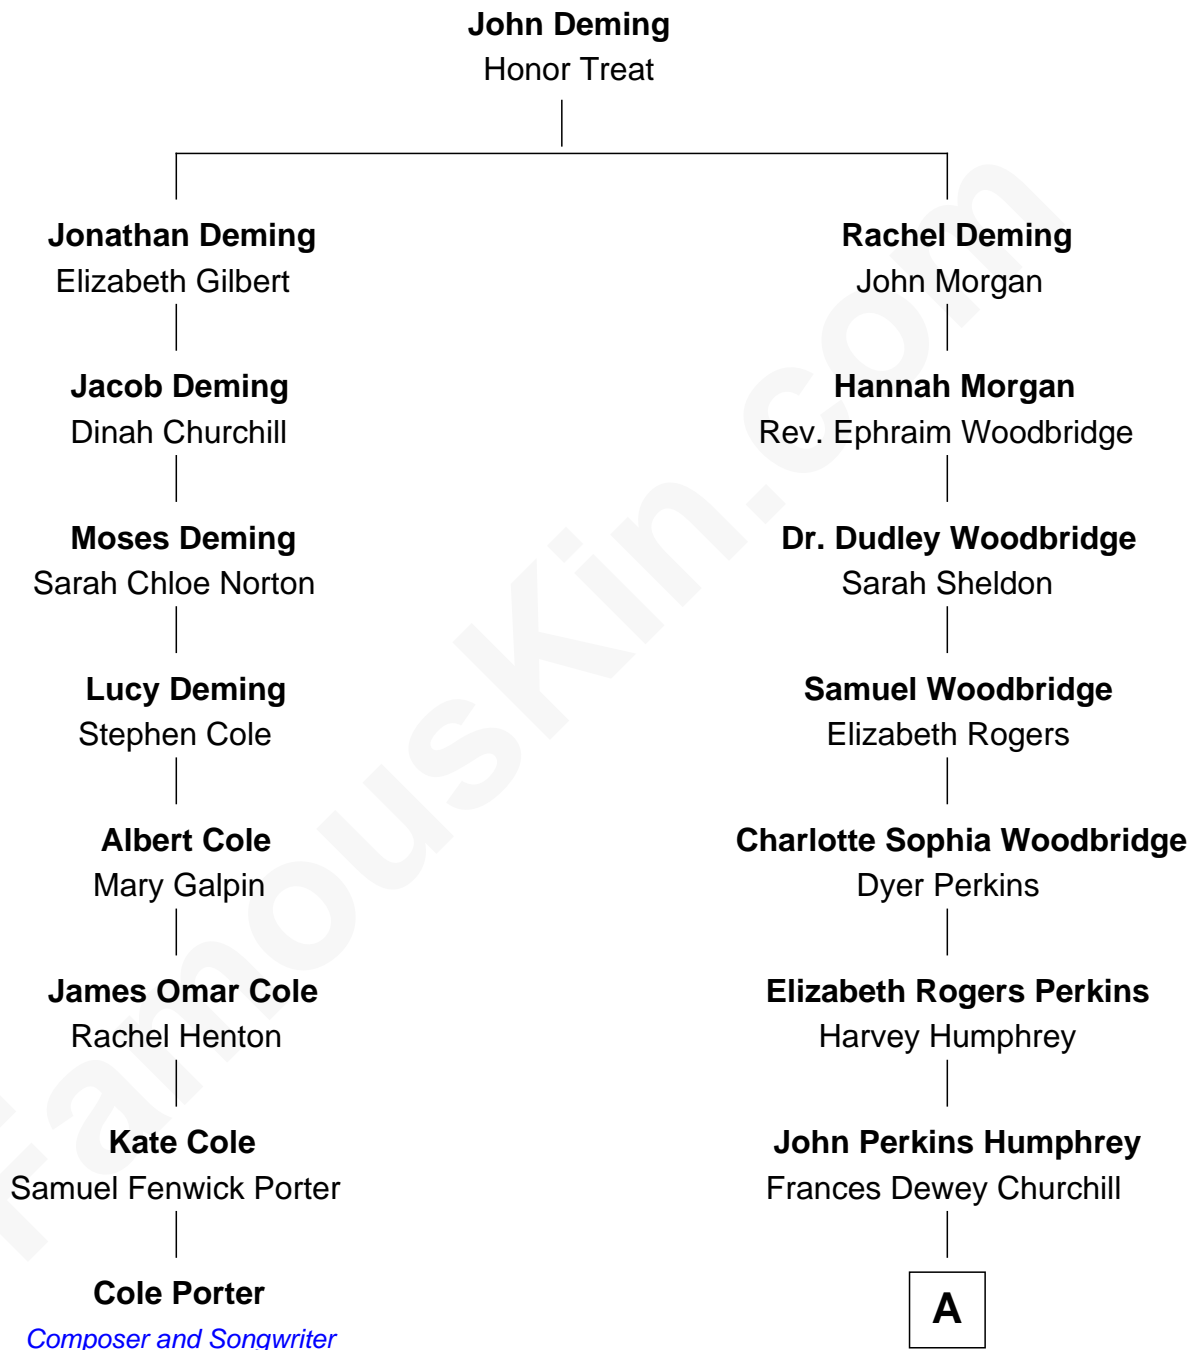 John Deming
Honor Treat
Jonathan Deming
Elizabeth Gilbert
Rachel Deming
John Morgan
Jacob Deming
Dinah Churchill
Hannah Morgan
Rev. Ephraim Woodbridge
Moses Deming
Sarah Chloe Norton
Dr. Dudley Woodbridge
Sarah Sheldon
Lucy Deming
Stephen Cole
Samuel Woodbridge
Elizabeth Rogers
Albert Cole
Mary Galpin
Charlotte Sophia Woodbridge
Dyer Perkins
James Omar Cole
Rachel Henton
Elizabeth Rogers Perkins
Harvey Humphrey
Kate Cole
Samuel Fenwick Porter
John Perkins Humphrey
Frances Dewey Churchill
Cole Porter
Composer and Songwriter
A
FamousKin.com